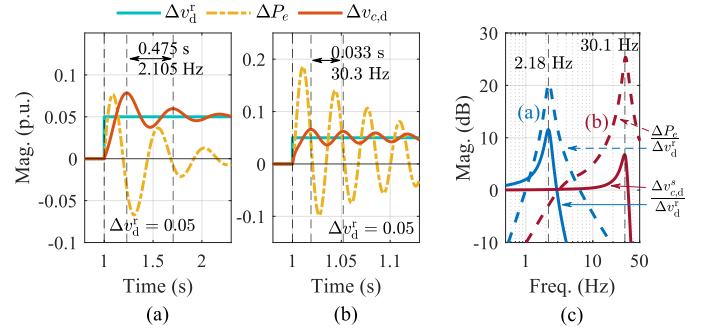 Δv_d^r ΔP_e Δv_{c,d}
0.1
0.05
0
-0.05
-0.1
Mag. (p.u.)
0.475 s
2.105 Hz
Δv_d^r = 0.05
1 1.5 2
Time (s)
(a)
0.2
0.1
0
-0.1
0.033 s
30.3 Hz
Δv_d^r = 0.05
1 1.05 1.1
Time (s)
(b)
30
20
10
0
-10
Mag. (dB)
2.18 Hz
30.1 Hz
(a)
(b)
ΔP_e
Δv_d^r
Δv_{c,d}^s
Δv_d^r
1 10 50
Freq. (Hz)
(c)